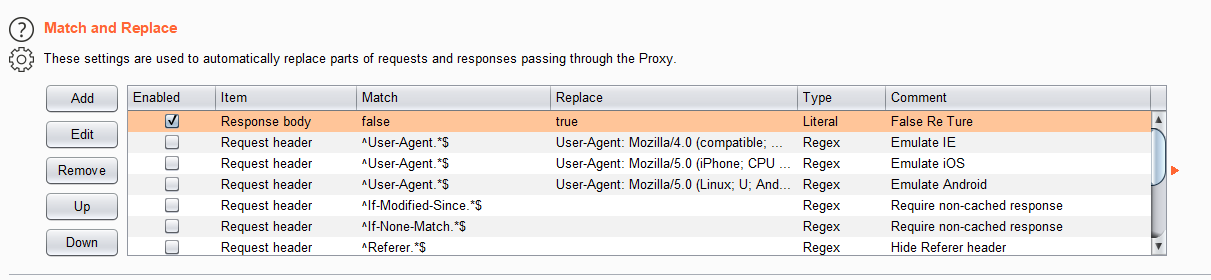 Match and Replace
These settings are used to automatically replace parts of requests and responses passing through the Proxy.
Add
Edit
Remove
Up
Down
Enabled Item Match Replace Type Comment
Response body false true Literal False Re Ture
Request header ^User-Agent.*$ User-Agent: Mozilla/4.0 (compatible; ... Regex Emulate IE
Request header ^User-Agent.*$ User-Agent: Mozilla/5.0 (iPhone; CPU ... Regex Emulate iOS
Request header ^User-Agent.*$ User-Agent: Mozilla/5.0 (Linux; U; And... Regex Emulate Android
Request header ^If-Modified-Since.*$ Regex Require non-cached response
Request header ^If-None-Match.*$ Regex Require non-cached response
Request header ^Referer.*$ Regex Hide Referer header